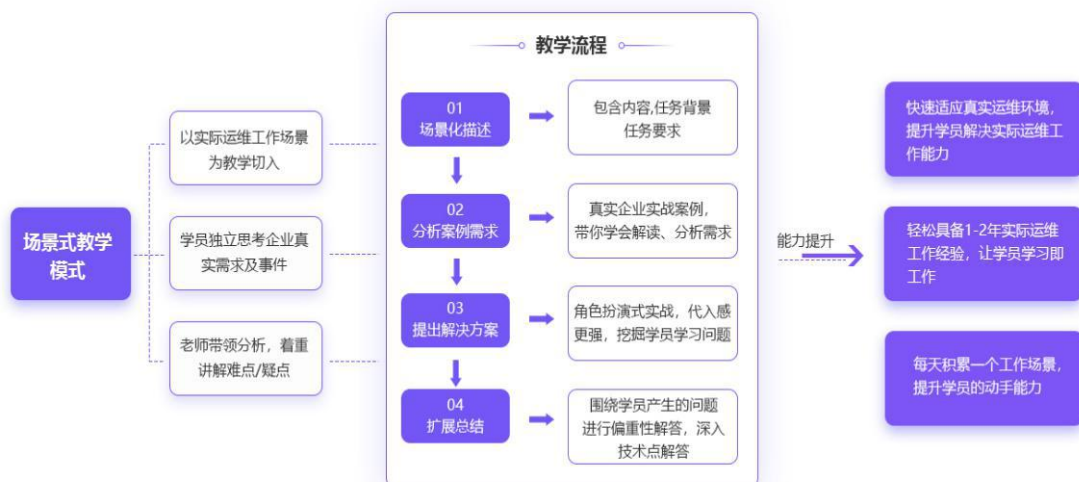 场景式教学
模式
以实际运维工作场景
为教学切入
学员独立思考企业真
实需求及事件
老师带领分析，着重
讲解难点/疑点
教学流程
01
场景化描述
包含内容,任务背景
任务要求
02
分析案例需求
真实企业实战案例，
带你学会解读、分析需求
03
提出解决方案
角色扮演式实战，代入感
更强，挖掘学员学习问题
04
扩展总结
围绕学员产生的问题
进行偏重性解答，深入
技术点解答
能力提升
快速适应真实运维环境，
提升学员解决实际运维工
作能力
轻松具备1-2年实际运维
工作经验，让学员学习即
工作
每天积累一个工作场景，
提升学员的动手能力